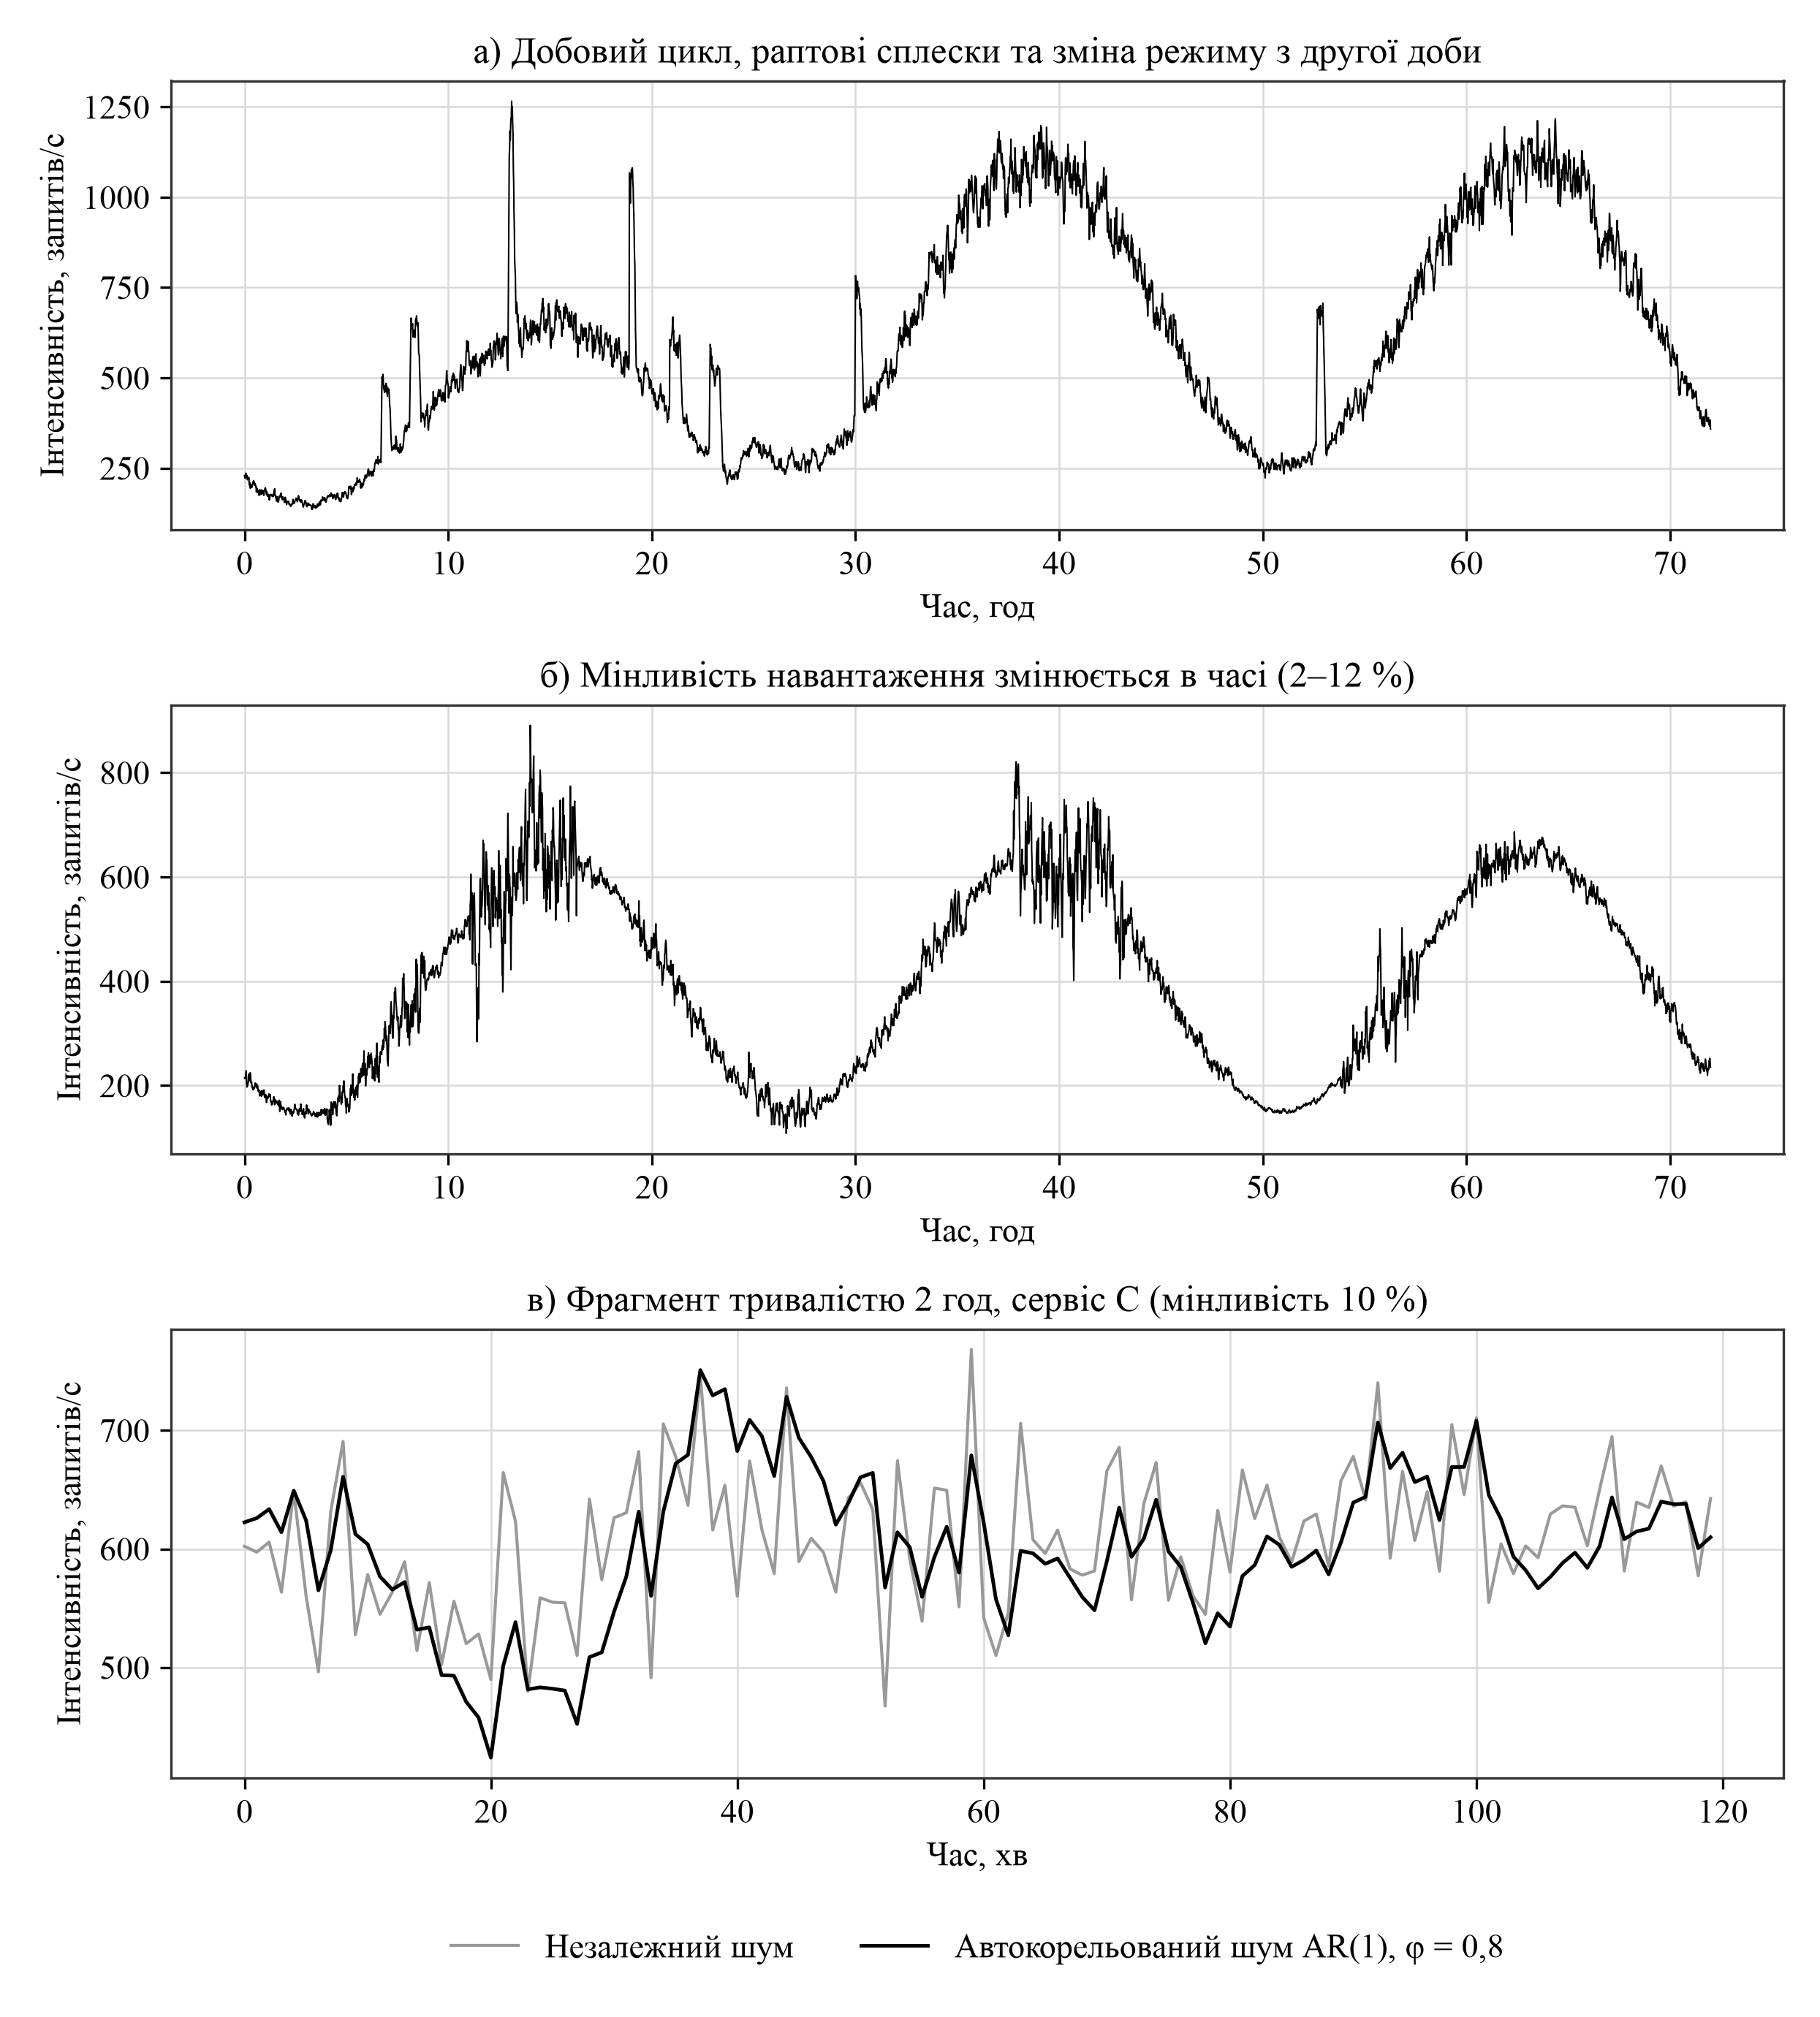 а) Добовий цикл, раптові сплески та зміна режиму з другої доби
Інтенсивність, запитів/с
1250
1000
750
500
250
0 10 20 30 40 50 60 70
Час, год
б) Мінливість навантаження змінюється в часі (2–12 %)
Інтенсивність, запитів/с
800
600
400
200
0 10 20 30 40 50 60 70
Час, год
в) Фрагмент тривалістю 2 год, сервіс C (мінливість 10 %)
Інтенсивність, запитів/с
700
600
500
0 20 40 60 80 100 120
Час, хв
Незалежний шум Автокорельований шум AR(1), φ = 0,8